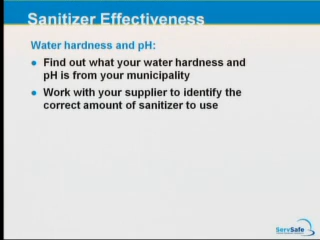 Sanitizer Effectiveness
Water hardness and pH:
Find out what your water hardness and
pH is from your municipality
Work with your supplier to identify the
correct amount of sanitizer to use
ServSafe